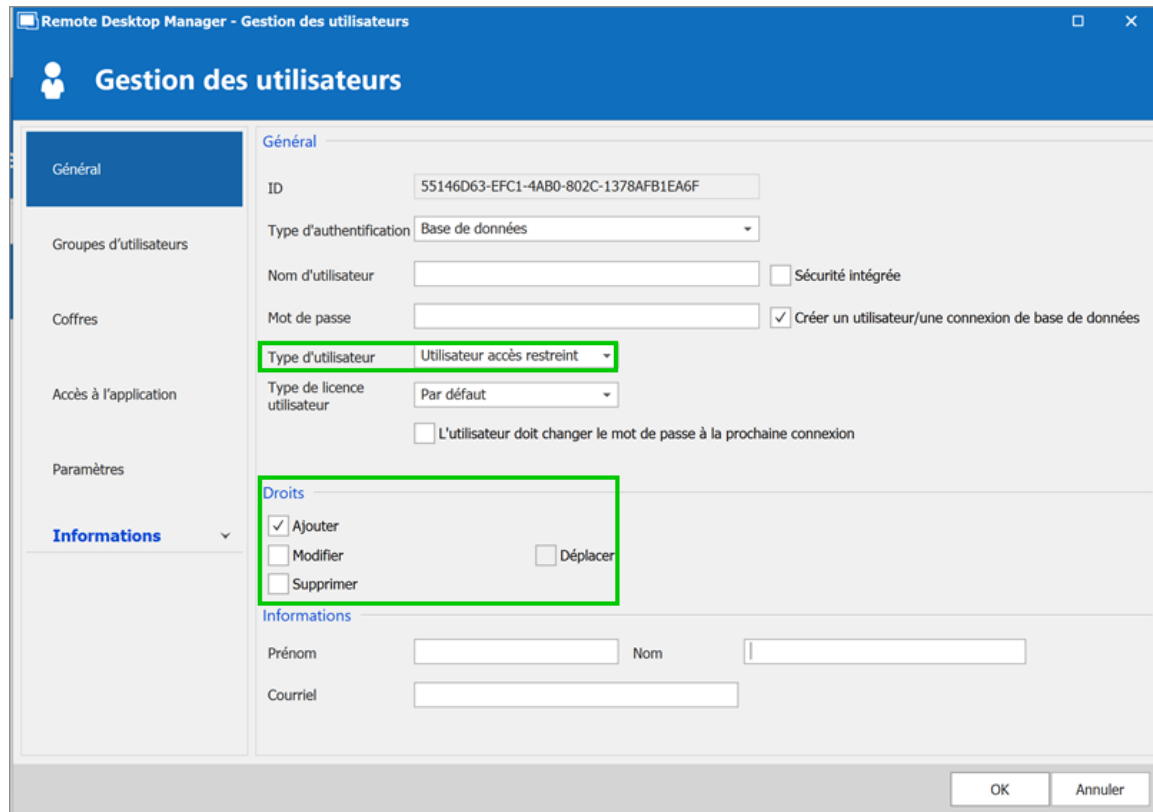 Remote Desktop Manager - Gestion des utilisateurs
Gestion des utilisateurs
Général
Groupes d'utilisateurs
Coffres
Accès à l'application
Paramètres
Informations
Général
ID 55146D63-EFC1-4AB0-802C-1378AFB1EA6F
Type d'authentification Base de données
Nom d'utilisateur Sécurité intégrée
Mot de passe Créer un utilisateur/une connexion de base de données
Type d'utilisateur Utilisateur accès restreint
Type de licence
utilisateur Par défaut
L'utilisateur doit changer le mot de passe à la prochaine connexion
Droits
Ajouter
Modifier Déplacer
Supprimer
Informations
Prénom Nom
Courriel
OK Annuler